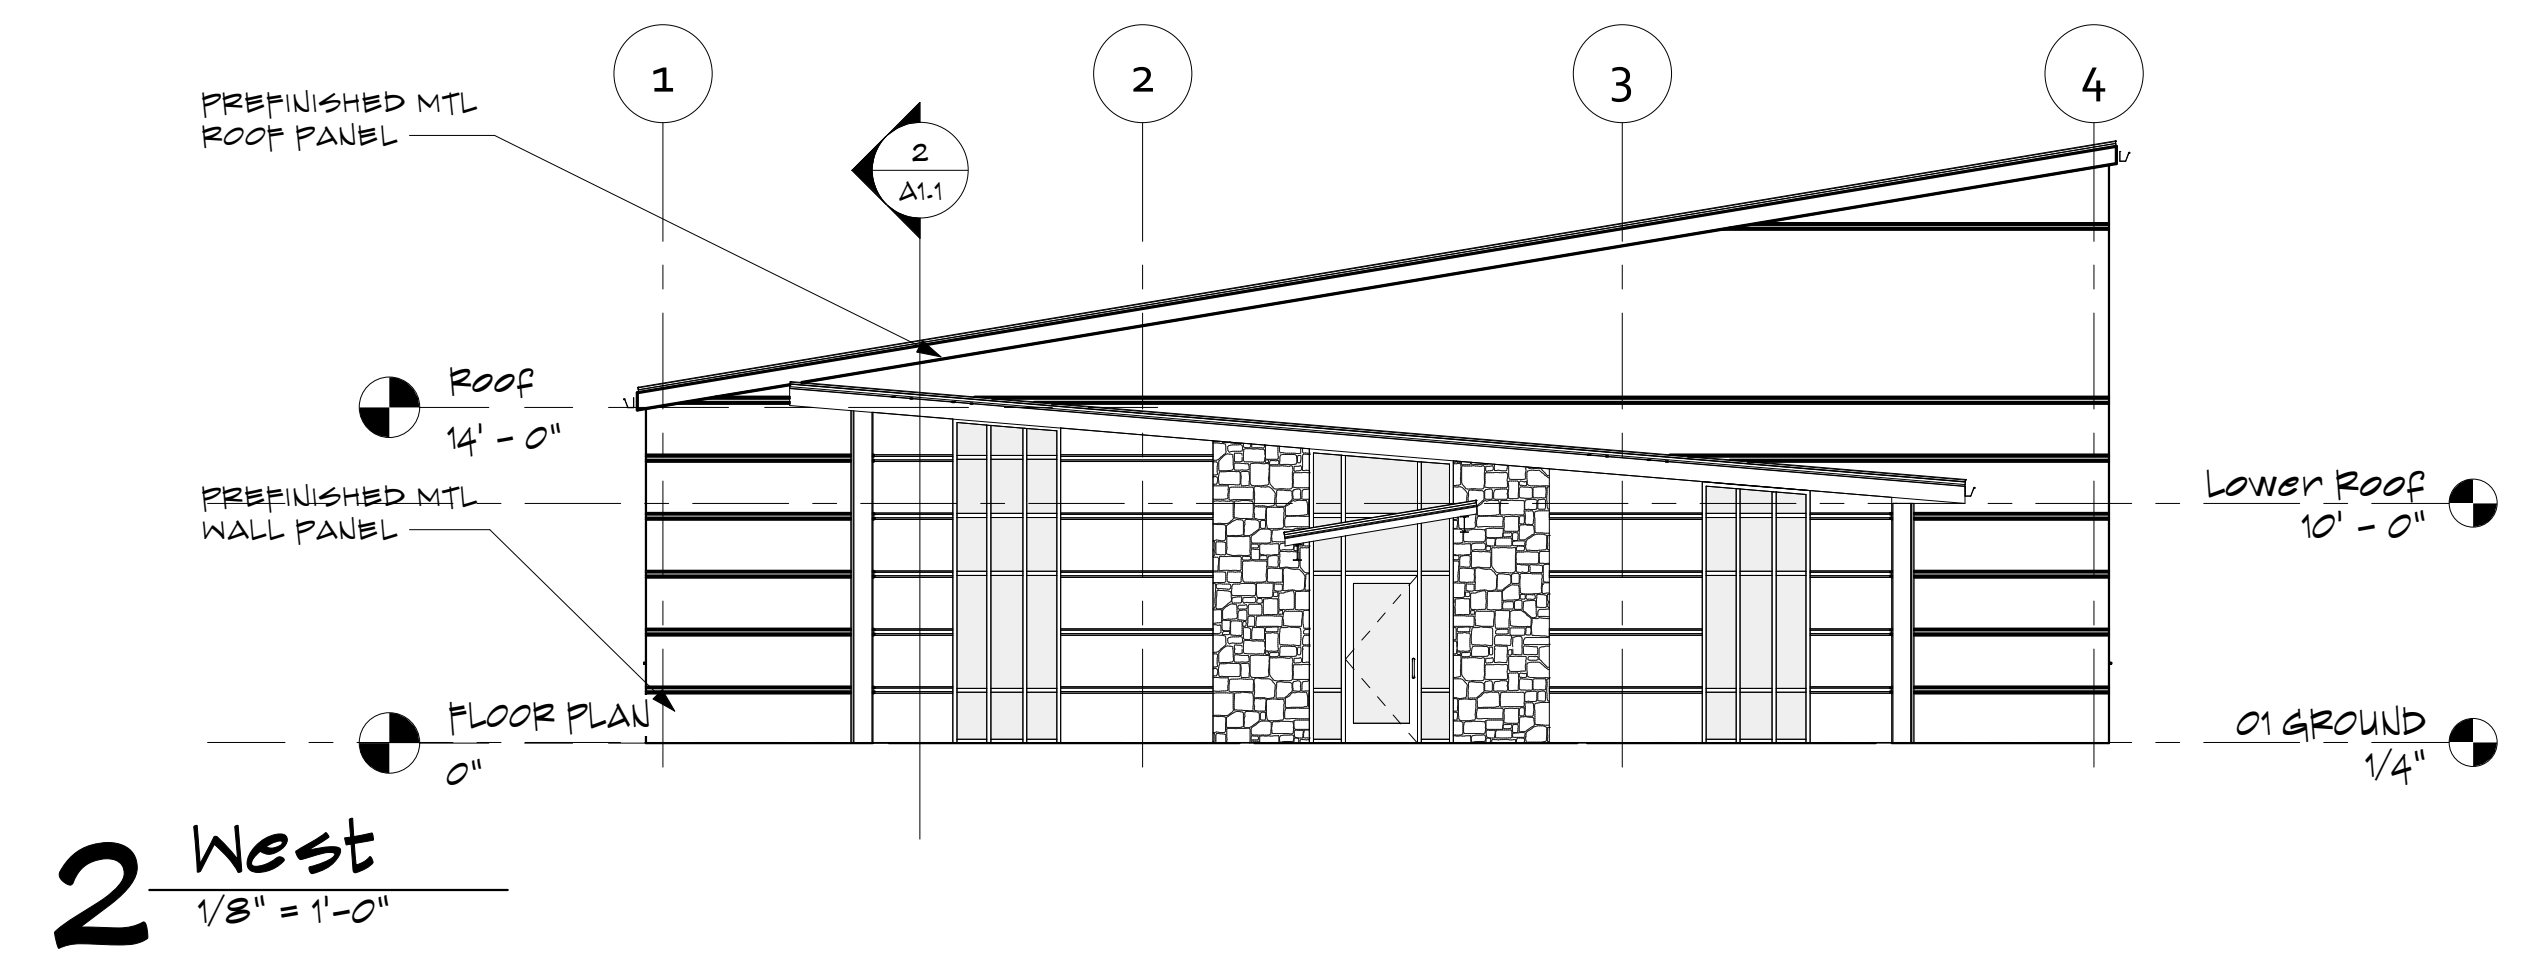 1
2
3
4
PREFINISHED MTL
ROOF PANEL
2
A1.1
Roof
14' - 0"
PREFINISHED MTL
WALL PANEL
Lower Roof
10' - 0"
FLOOR PLAN
0"
01 GROUND
1/4"
2
West
1/8" = 1'-0"